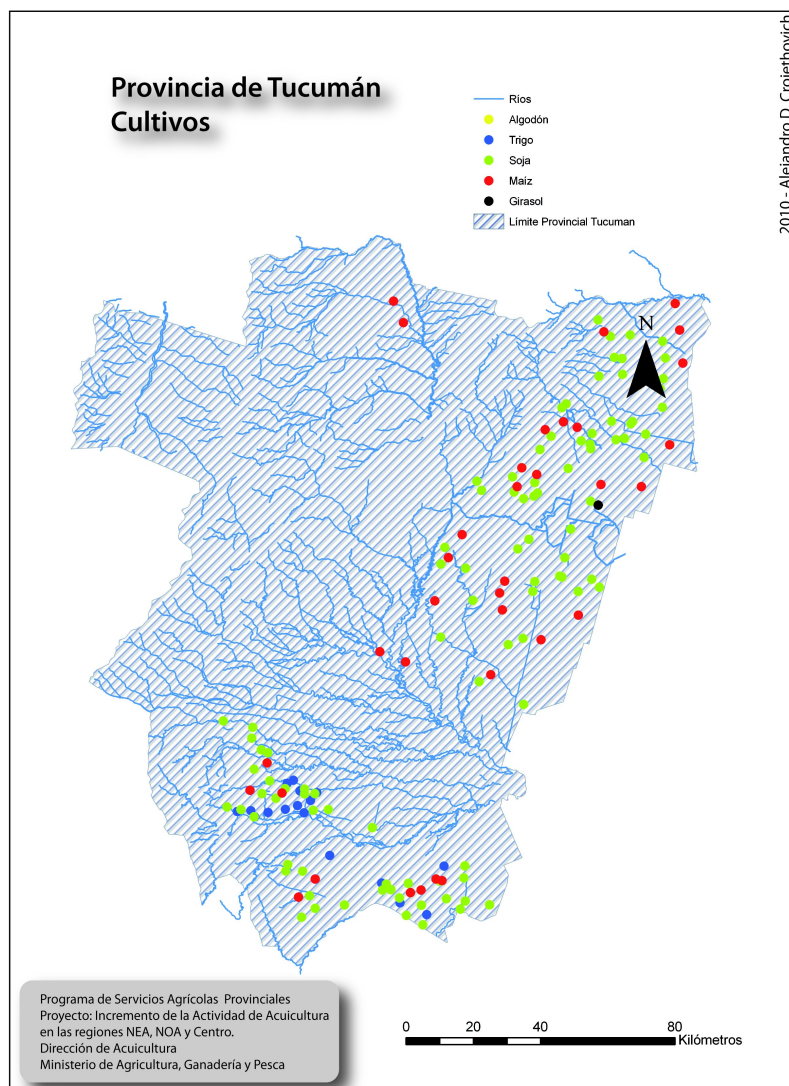 Provincia de Tucumán
Cultivos
Ríos
Algodón
Trigo
Soja
Maíz
Girasol
Límite Provincial Tucuman
2010 - Alejandro D. Crojethovich
N
Programa de Servicios Agrícolas Provinciales
Proyecto: Incremento de la Actividad de Acuicultura
en las regiones NEA, NOA y Centro.
Dirección de Acuicultura
Ministerio de Agricultura, Ganadería y Pesca
0 20 40 80
Kilómetros